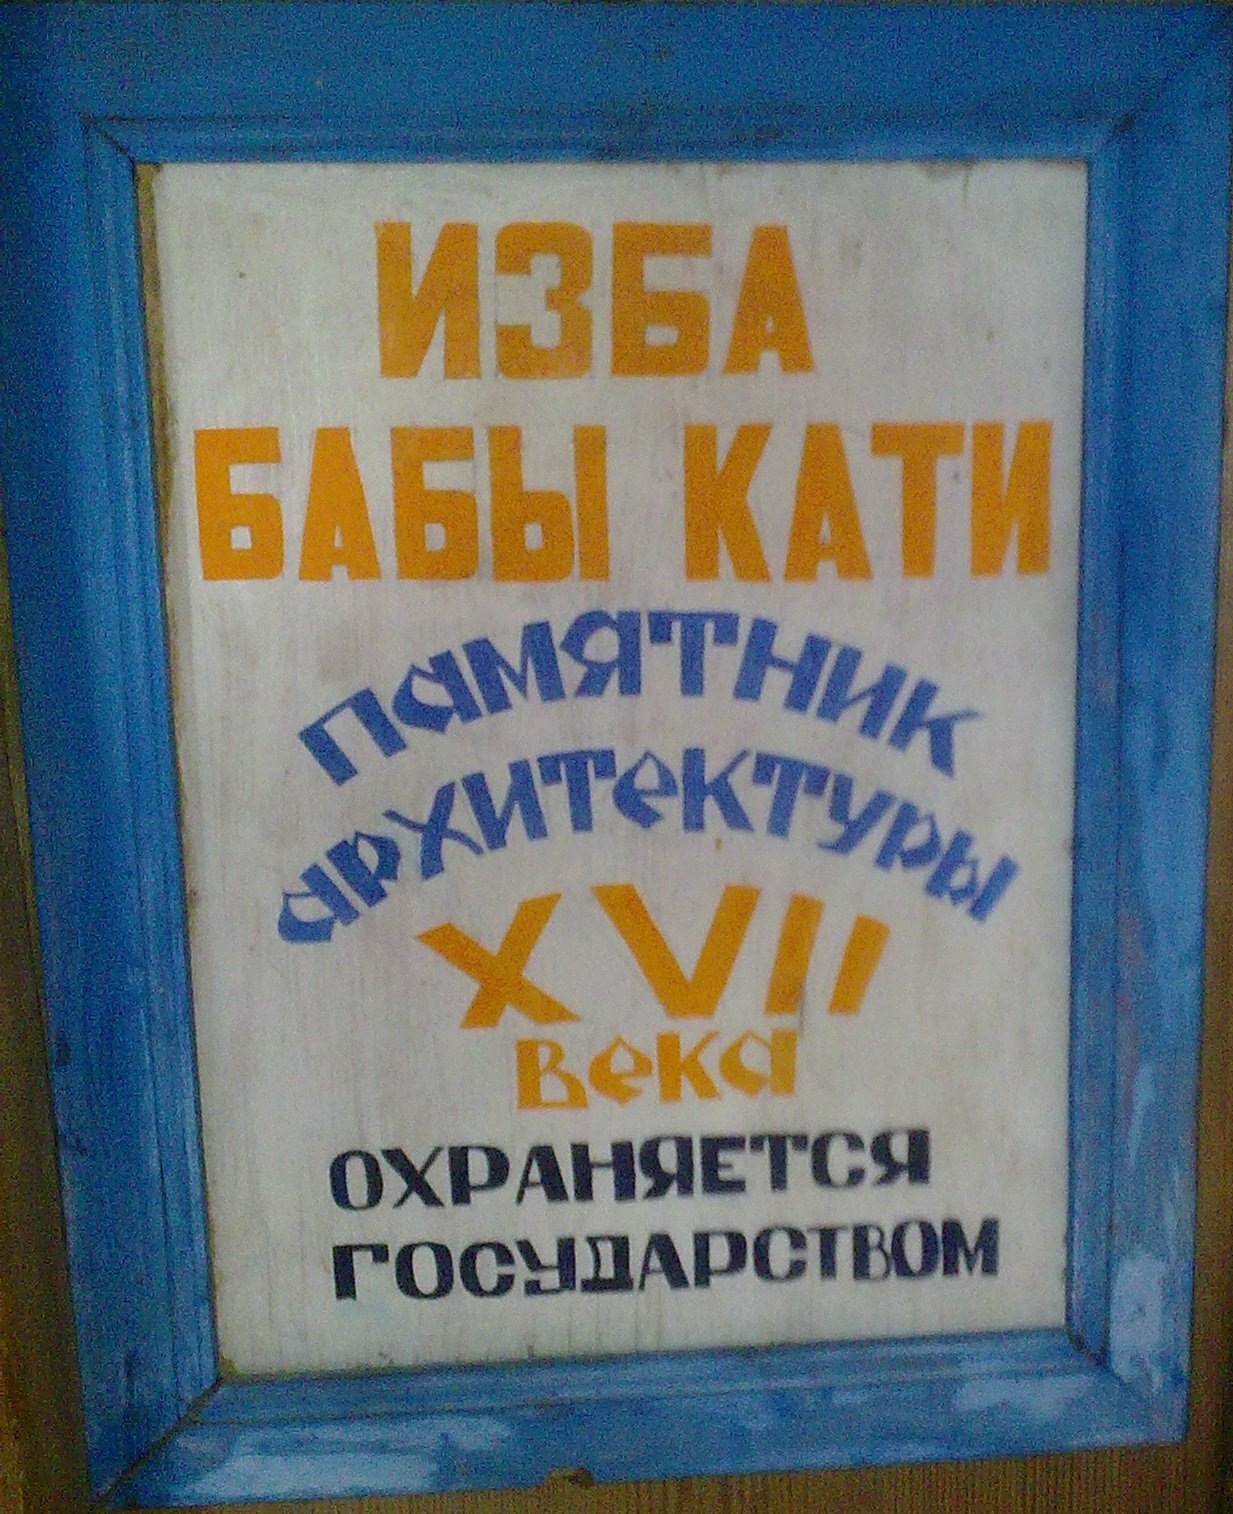 ИЗБА
БАБЫ КАТИ
ПАМЯТНИК
АРХИТЕКТУРЫ
XVII
ВЕКА
ОХРАНЯЕТСЯ
ГОСУДАРСТВОМ